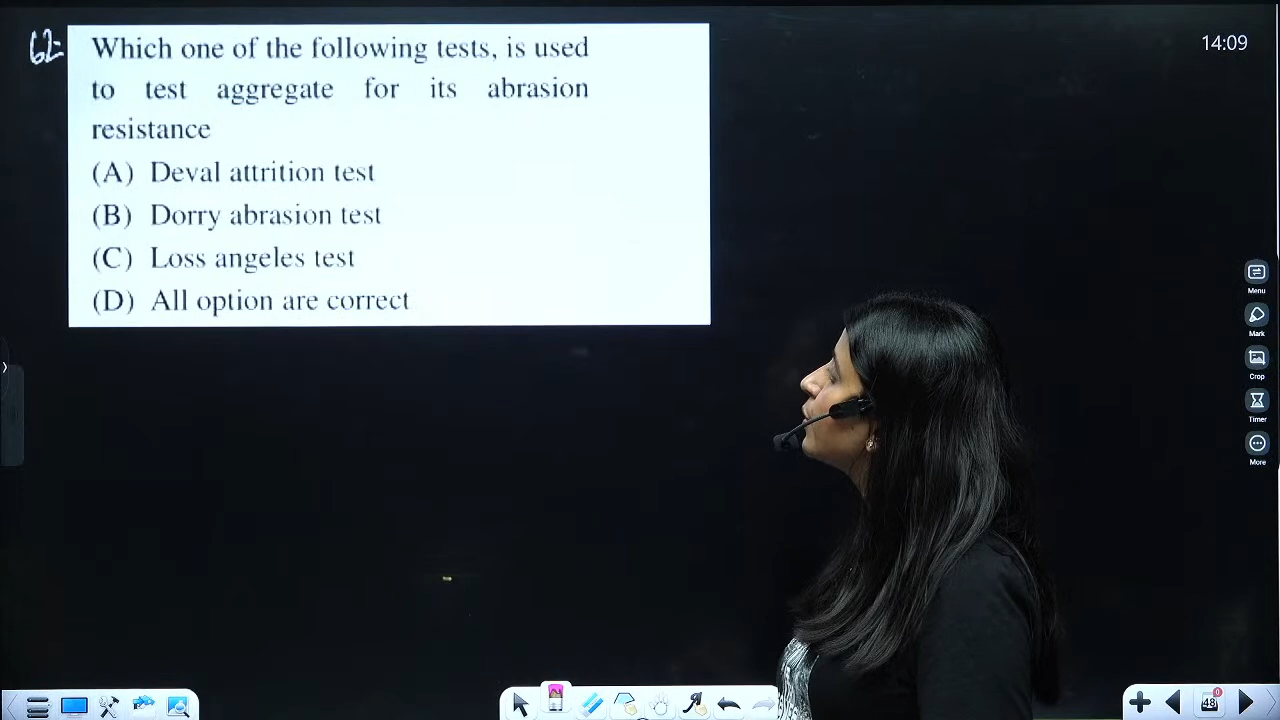 62=
14:09
Which one of the following tests, is used
to test aggregate for its abrasion
resistance
(A) Deval attrition test
(B) Dorry abrasion test
(C) Loss angeles test
(D) All option are correct
Menu
Mark
Crop
Timer
More
48
0